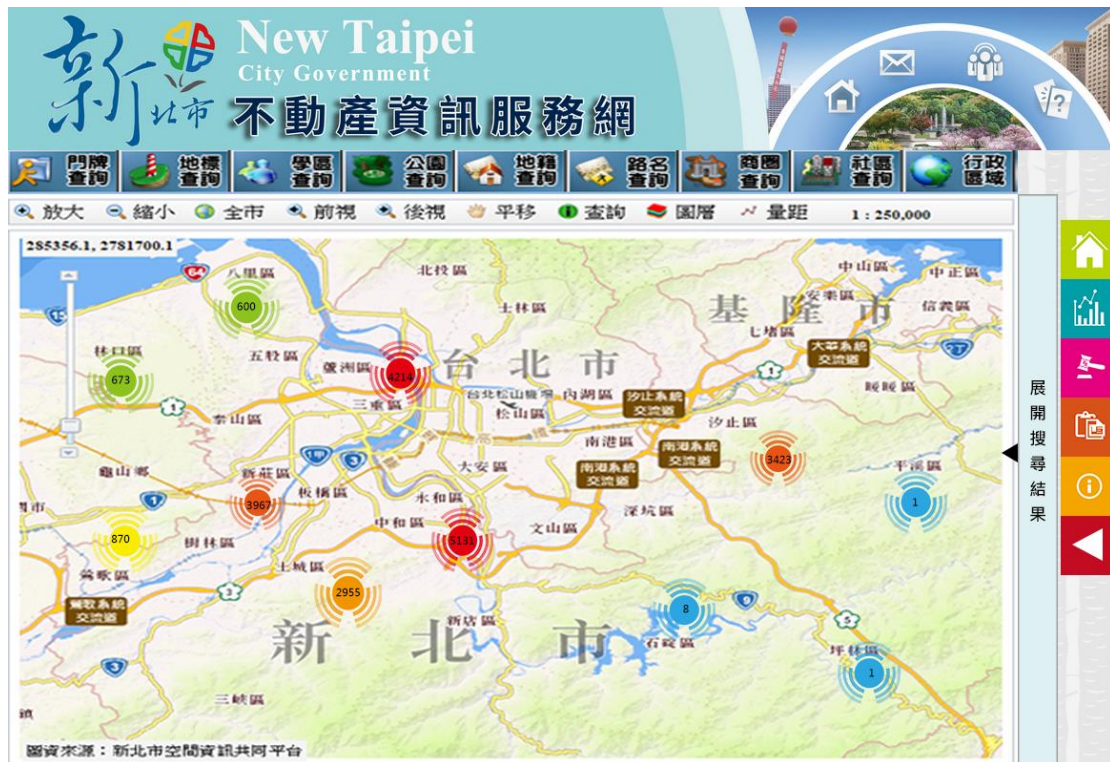 新北市
New Taipei
City Government
不動產資訊服務網
門牌查詢
地標查詢
學區查詢
公園查詢
地籍查詢
路名查詢
商圈查詢
社區查詢
行政區域
放大 縮小 全市 前視 後視 平移 查詢 圖層 量距 1 : 250,000
285356.1, 2781700.1
64
八里區
北投區
中山區
中正區
600
士林區
基隆市
安樂區
信義區
15
七堵區
林口區
五股區
蘆洲區
台北市
大華系統
交流道
673
4214
1
台北松山機場
內湖區
汐止系統
交流道
暖暖區
1
三重區
松山區
泰山區
汐止區
南港區
南港系統
交流道
3423
龜山鄉
新莊區
1甲
3
大安區
南港系統
交流道
平溪區
1
板橋區
永和區
3967
1
深坑區
中和區
文山區
870
樹林區
5131
土城區
鶯歌區
3
2955
鶯歌系統
交流道
8
9
新店區
5
新北市
石碇區
坪林區
3
1
三峽區
鎮
圖資來源：新北市空間資訊共同平台
展開搜尋結果